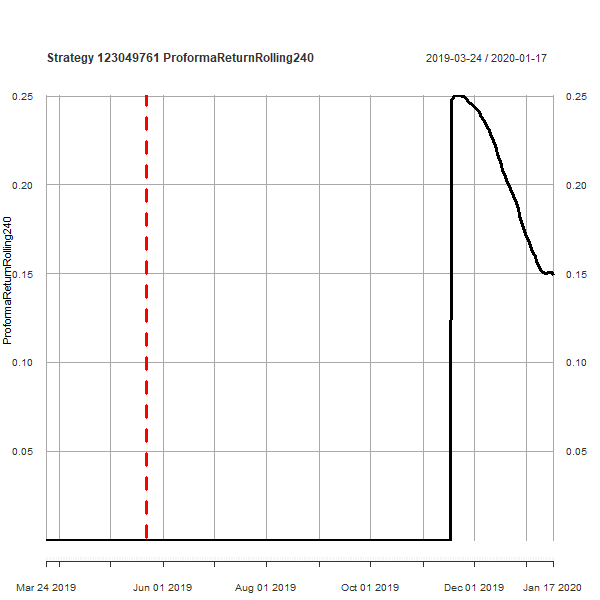 Strategy 123049761 ProformaReturnRolling240
2019-03-24 / 2020-01-17
ProformaReturnRolling240
0.25 0.25
0.20 0.20
0.15 0.15
0.10 0.10
0.05 0.05
Mar 24 2019 Jun 01 2019 Aug 01 2019 Oct 01 2019 Dec 01 2019 Jan 17 2020